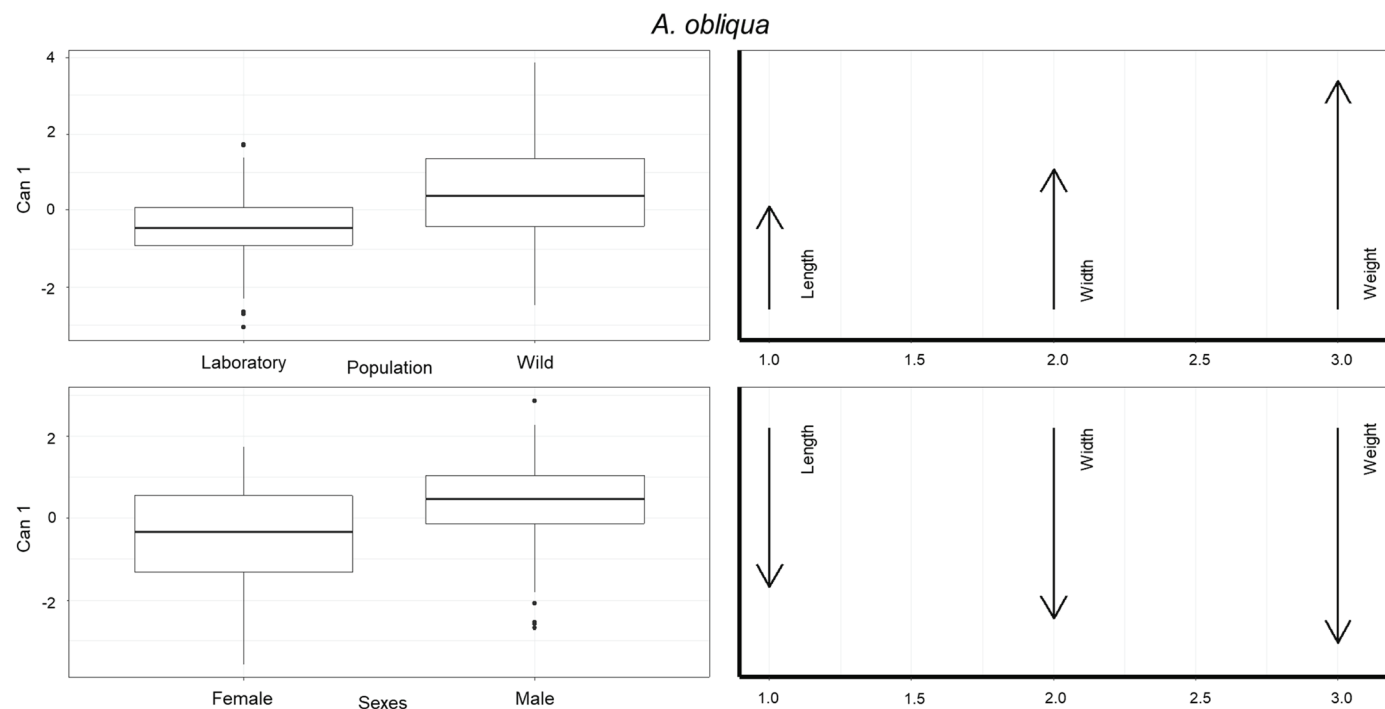 A. obliqua
4
2
0
-2
Can 1
Laboratory
Population
Wild
Length
Width
Weight
1.0
1.5
2.0
2.5
3.0
2
0
-2
Can 1
Female
Sexes
Male
Length
Width
Weight
1.0
1.5
2.0
2.5
3.0